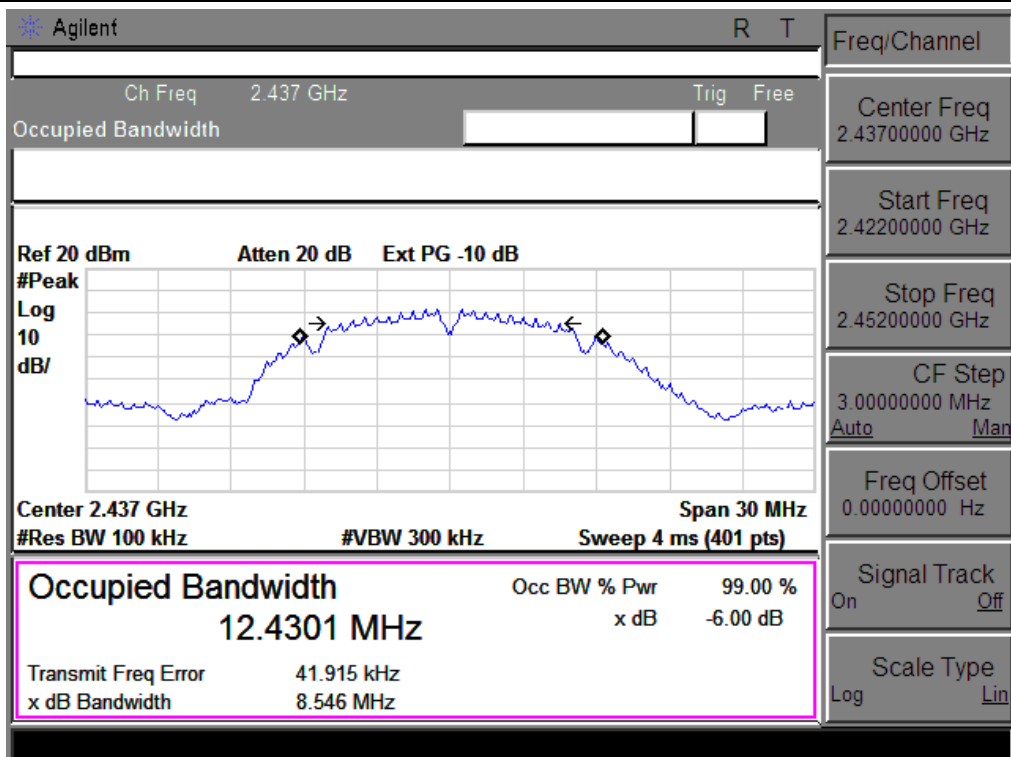 Agilent R T
Freq/Channel
Ch Freq 2.437 GHz Trig Free
Occupied Bandwidth
Center Freq
2.43700000 GHz
Start Freq
2.42200000 GHz
Stop Freq
2.45200000 GHz
CF Step
3.00000000 MHz
Auto Man
Freq Offset
0.00000000 Hz
Signal Track
On Off
Scale Type
Log Lin
Ref 20 dBm Atten 20 dB Ext PG -10 dB
#Peak
Log
10
dB/
Center 2.437 GHz Span 30 MHz
#Res BW 100 kHz #VBW 300 kHz Sweep 4 ms (401 pts)
Occupied Bandwidth Occ BW % Pwr 99.00 %
12.4301 MHz x dB -6.00 dB
Transmit Freq Error 41.915 kHz
x dB Bandwidth 8.546 MHz